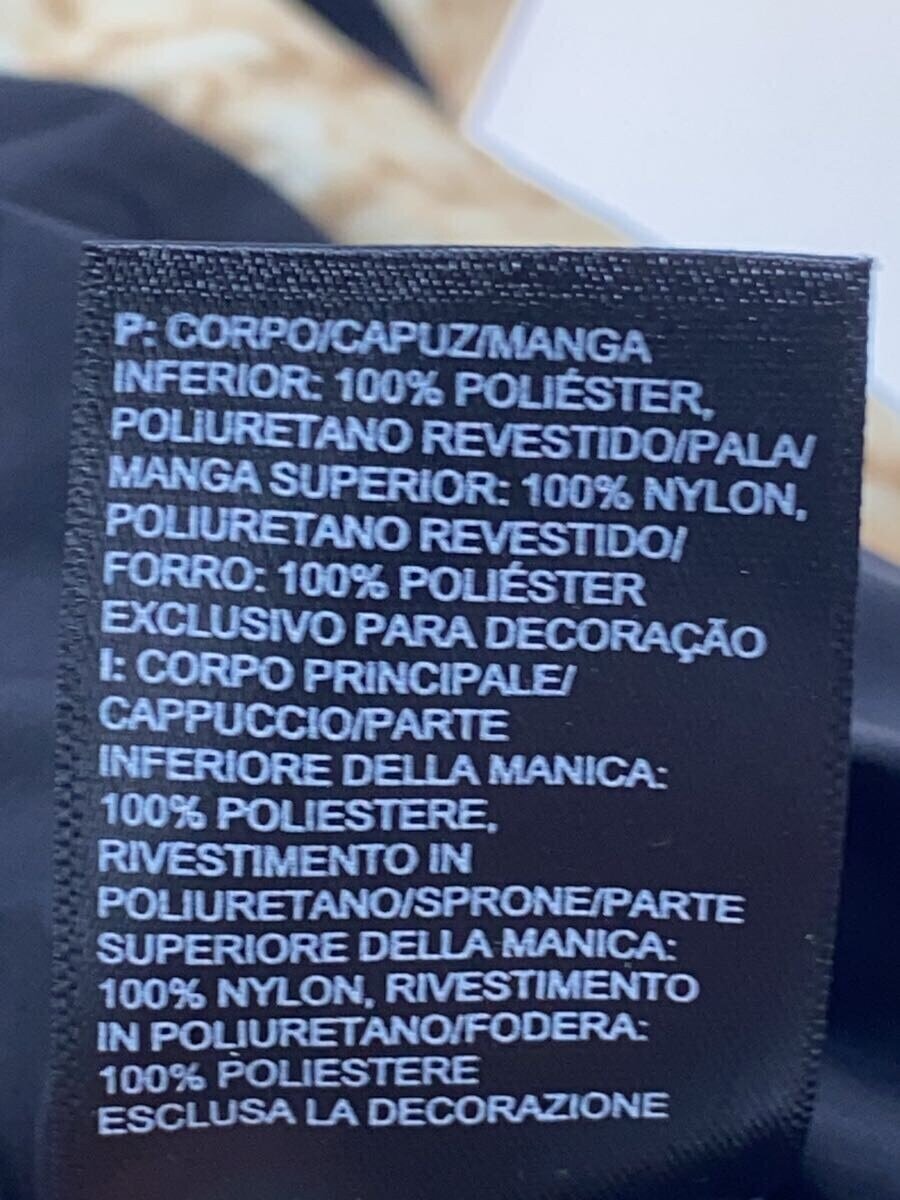 P: CORPO/CAPUZ/MANGA
INFERIOR: 100% POLIÉSTER,
POLIURETANO REVESTIDO/PALA/
MANGA SUPERIOR: 100% NYLON,
POLIURETANO REVESTIDO/
FORRO: 100% POLIÉSTER
EXCLUSIVO PARA DECORAÇÃO
I: CORPO PRINCIPALE/
CAPPUCCIO/PARTE
INFERIORE DELLA MANICA:
100% POLIESTERE,
RIVESTIMENTO IN
POLIURETANO/SPRONE/PARTE
SUPERIORE DELLA MANICA:
100% NYLON, RIVESTIMENTO
IN POLIURETANO/FODERA:
100% POLIESTERE
ESCLUSA LA DECORAZIONE